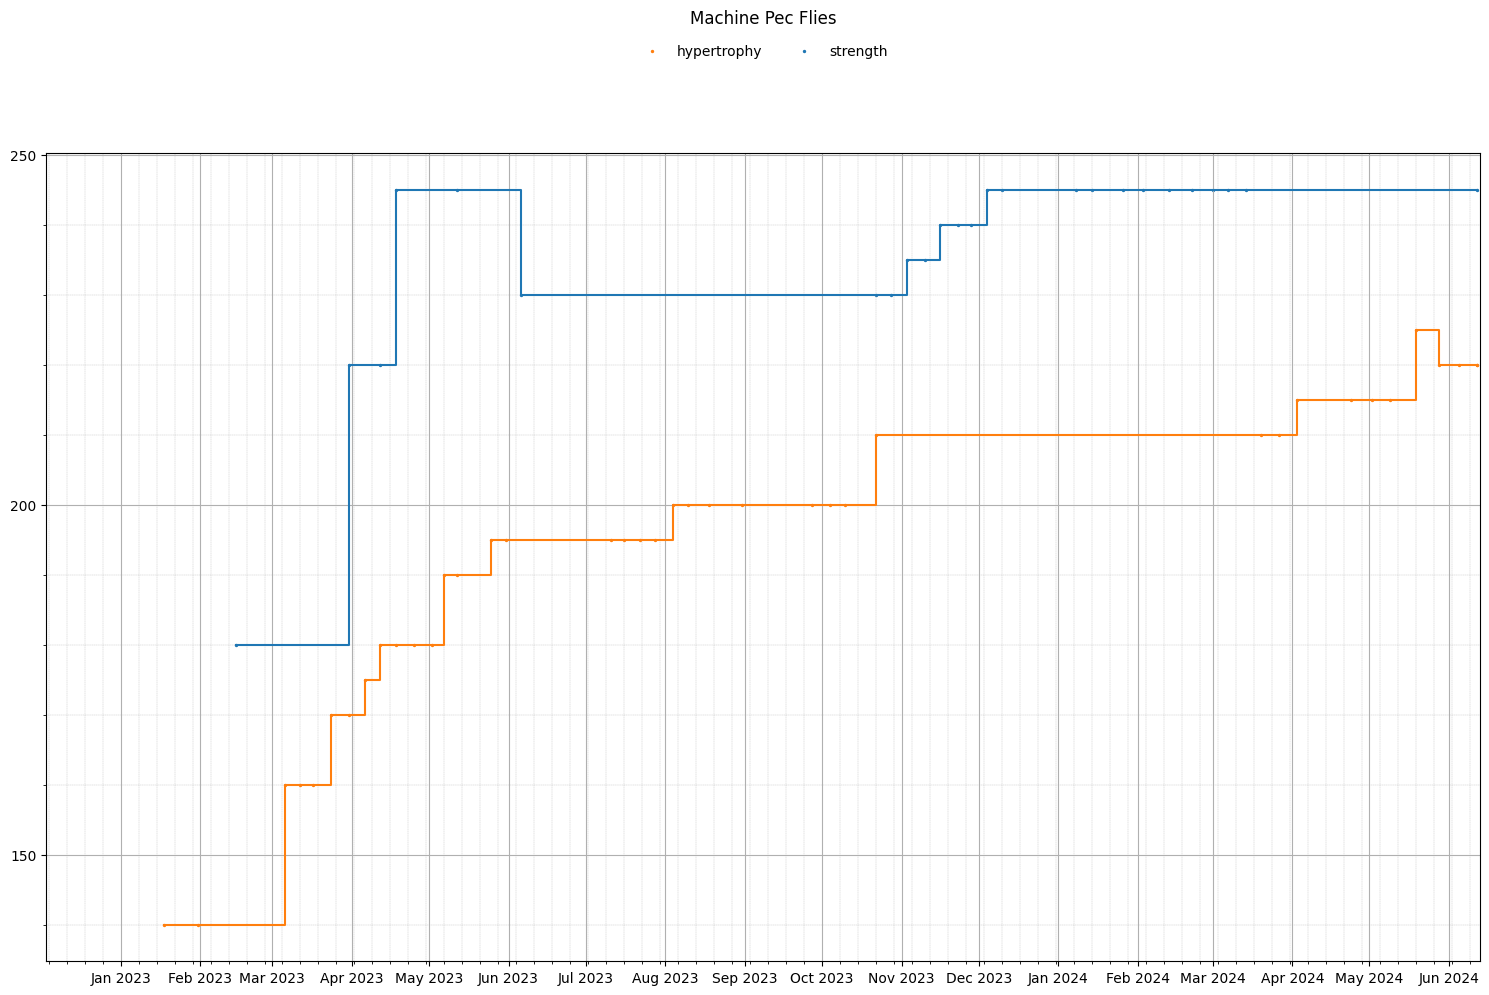 Machine Pec Flies
hypertrophy strength
250
200
150
Jan 2023 Feb 2023 Mar 2023 Apr 2023 May 2023 Jun 2023 Jul 2023 Aug 2023 Sep 2023 Oct 2023 Nov 2023 Dec 2023 Jan 2024 Feb 2024 Mar 2024 Apr 2024 May 2024 Jun 2024